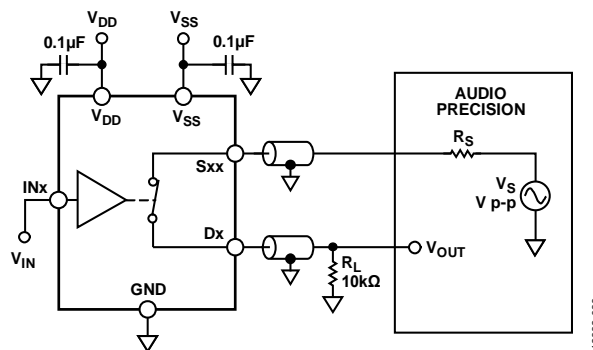 VDD
VSS
0.1µF
0.1µF
VDD
VSS
AUDIO
PRECISION
RS
Sxx
VS
V p-p
INx
Dx
VOUT
VIN
RL
10kΩ
GND